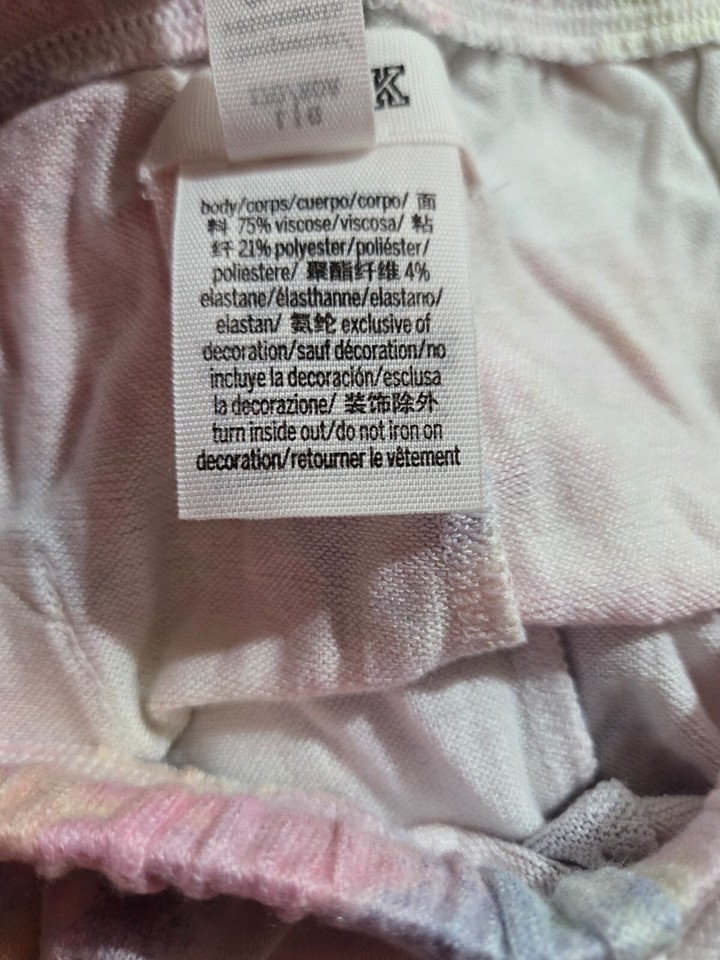 K
body/corps/cuerpo/corpo/ 面
料 75% viscose/viscosa/ 粘
纤 21% polyester/poliéster/
poliestere/ 聚酯纤维 4%
elastane/élasthanne/elastano/
elastan/ 氨纶 exclusive of
decoration/sauf décoration/no
incluye la decoración/esclusa
la decorazione/ 装饰除外
turn inside out/do not iron on
decoration/retourner le vêtement